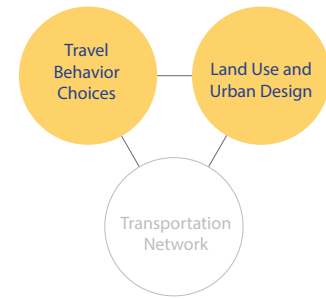 Travel
Behavior
Choices
Land Use and
Urban Design
Transportation
Network